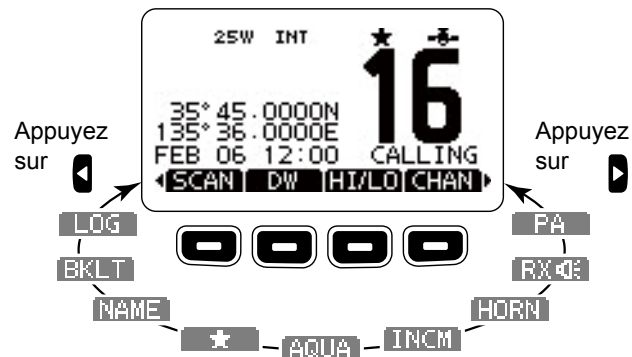 25W INT
16
35° 45.0000N
135° 36.0000E
FEB 06 12:00 CALLING
SCAN DW HI/LO CHAN
Appuyez sur
Appuyez sur
LOG
PA
BKLT
RX
NAME
HORN
AQUA
INCM